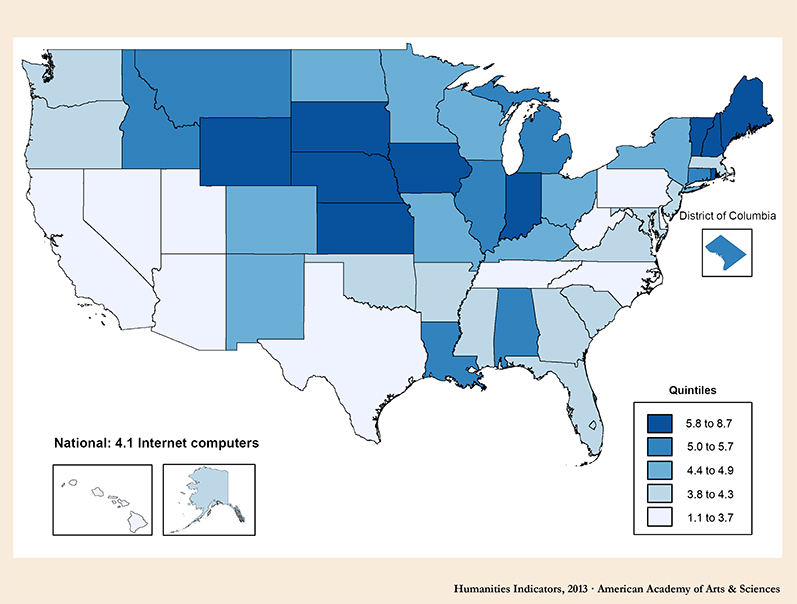 District of Columbia
Quintiles
5.8 to 8.7
5.0 to 5.7
4.4 to 4.9
3.8 to 4.3
1.1 to 3.7
National: 4.1 Internet computers
Humanities Indicators, 2013 · American Academy of Arts & Sciences